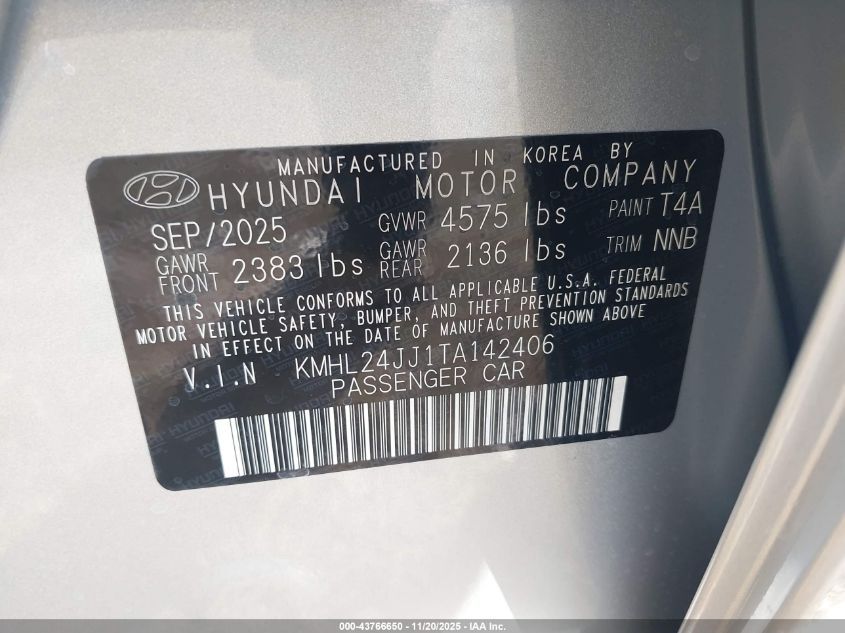 MANUFACTURED IN KOREA BY
HYUNDAI MOTOR COMPANY
SEP/2025 GVWR 4575 lbs PAINT T4A
GAWR FRONT 2383 lbs GAWR REAR 2136 lbs TRIM NNB
THIS VEHICLE CONFORMS TO ALL APPLICABLE U.S.A. FEDERAL
MOTOR VEHICLE SAFETY, BUMPER, AND THEFT PREVENTION STANDARDS
IN EFFECT ON THE DATE OF MANUFACTURE SHOWN ABOVE
V.I.N KMHL24JJ1TA142406
PASSENGER CAR
000-43766650 — 11/20/2025 — IAA Inc.